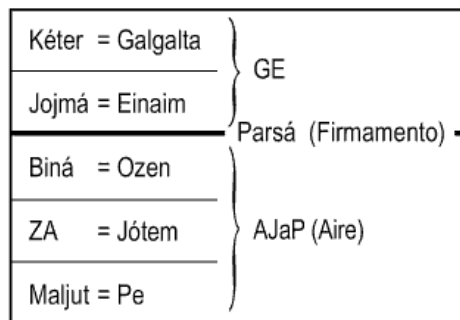 Kéter = Galgalta
GE
Jojmá = Einaim
Parsá (Firmamento)
Biná = Ozen
ZA = Jótem
AJaP (Aire)
Maljut = Pe